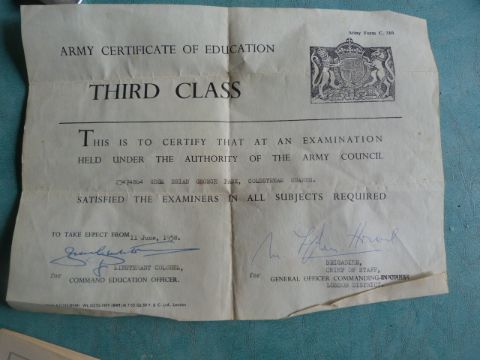 Army Form C. 
ARMY CERTIFICATE OF EDUCATION
THIRD CLASS
THIS IS TO CERTIFY THAT AT AN EXAMINATION
HELD UNDER THE AUTHORITY OF THE ARMY COUNCIL
BRIAN GEORGE PARK, COLDSTREAM GUARDS.
SATISFIED THE EXAMINERS IN ALL SUBJECTS REQUIRED
TO TAKE EFFECT FROM 11 June, 1958.
LIEUTENANT COLONEL,
for COMMAND EDUCATION OFFICER.
BRIGADIER,
CHIEF OF STAFF,
for GENERAL OFFICER COMMANDING
LONDON DISTRICT.